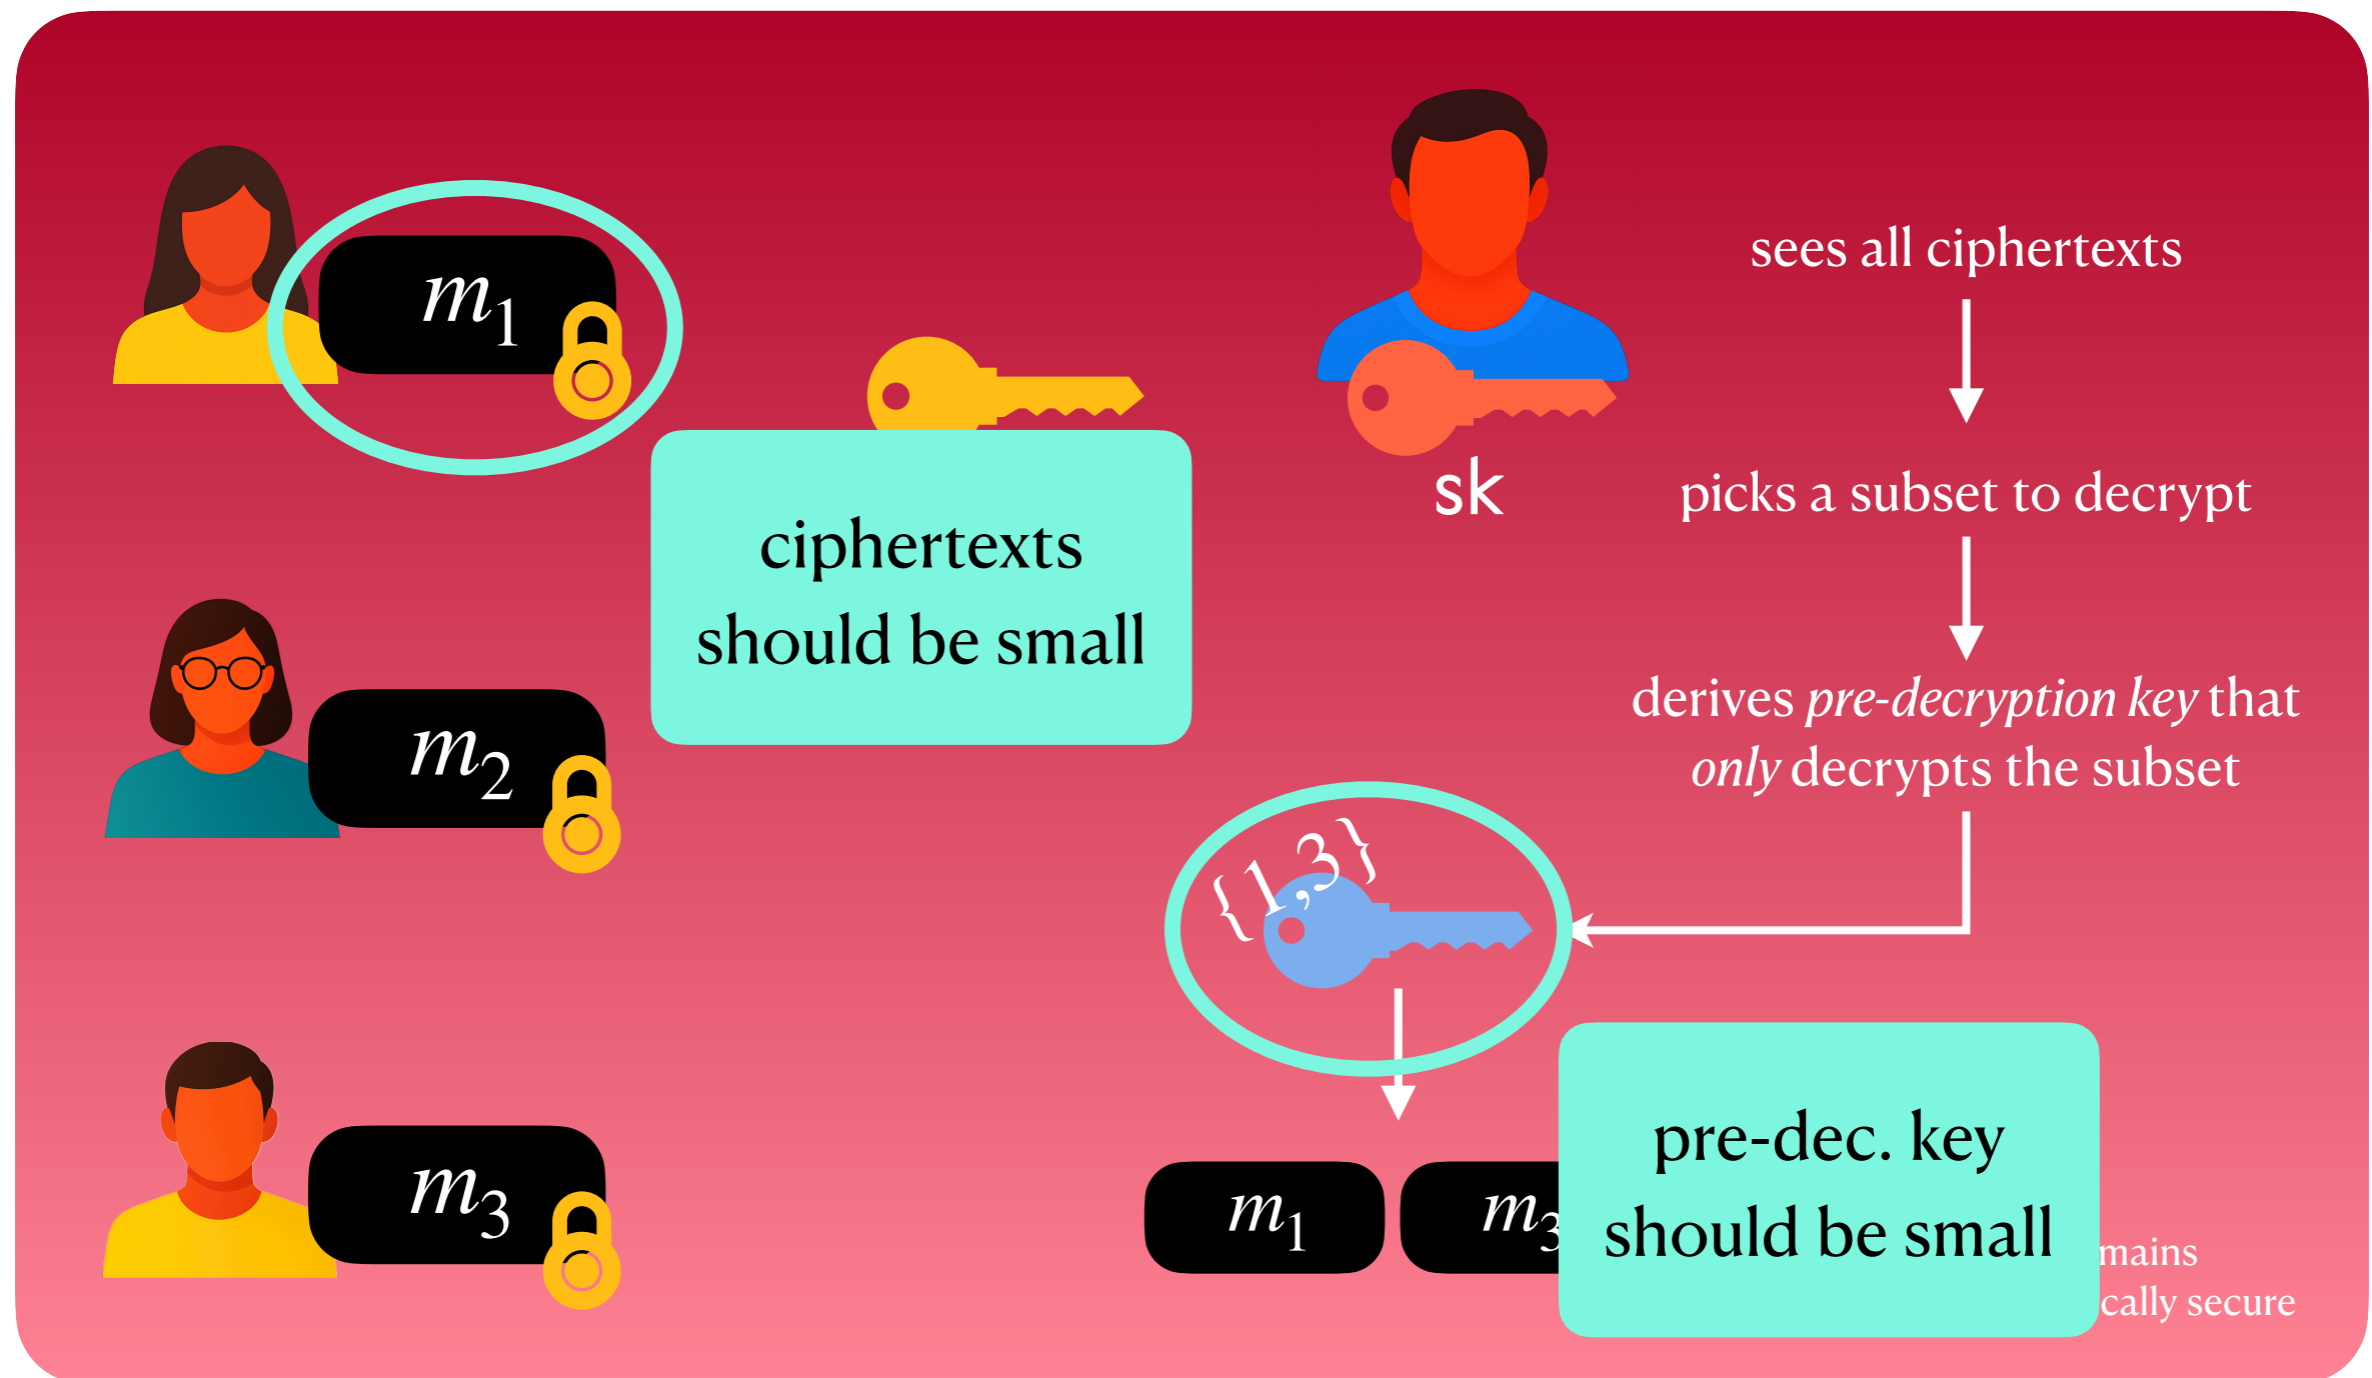 m₁
sees all ciphertexts
sk
picks a subset to decrypt
ciphertexts
should be small
derives pre-decryption key that
only decrypts the subset
m₂
{1,3}
m₃
m₁
m₃
pre-dec. key
should be small
mains
cally secure